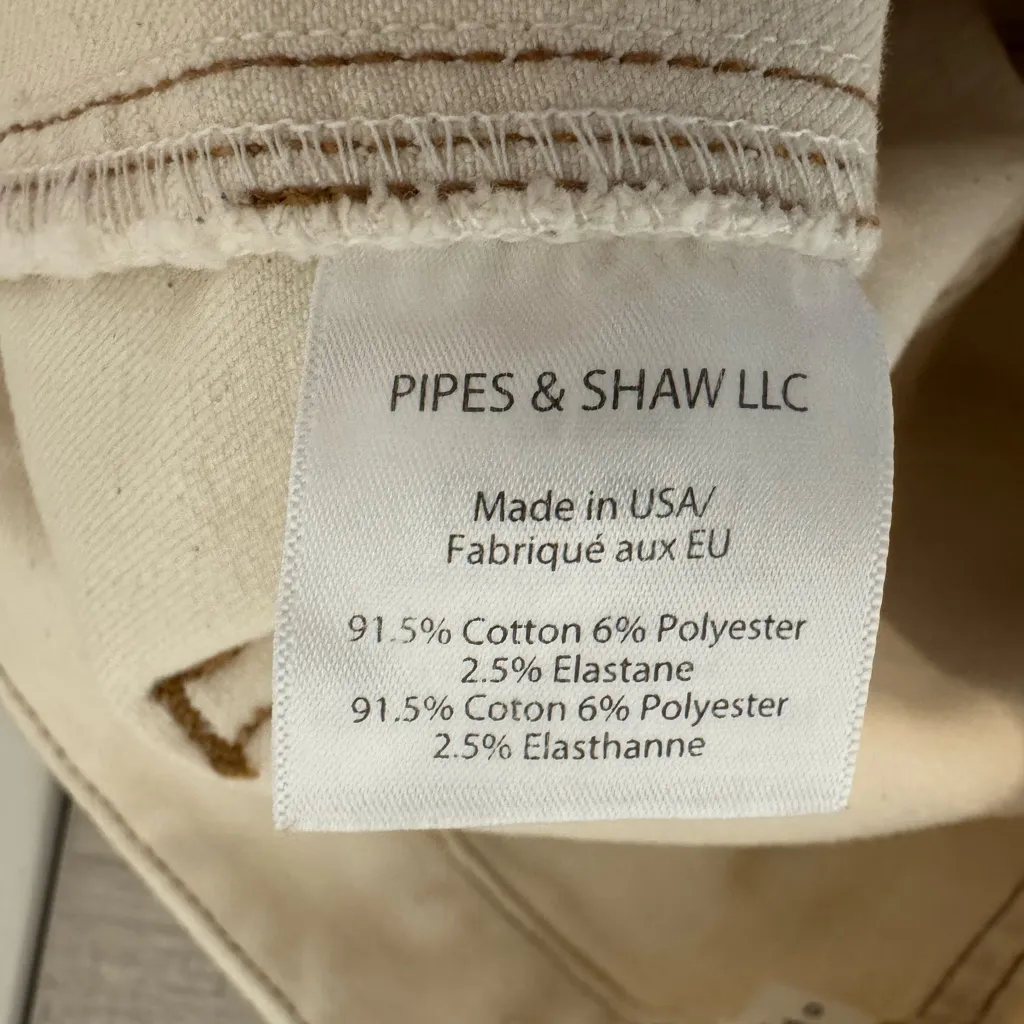 PIPES & SHAW LLC
Made in USA/
Fabriqué aux EU
91.5% Cotton 6% Polyester
2.5% Elastane
91.5% Coton 6% Polyester
2.5% Elasthanne